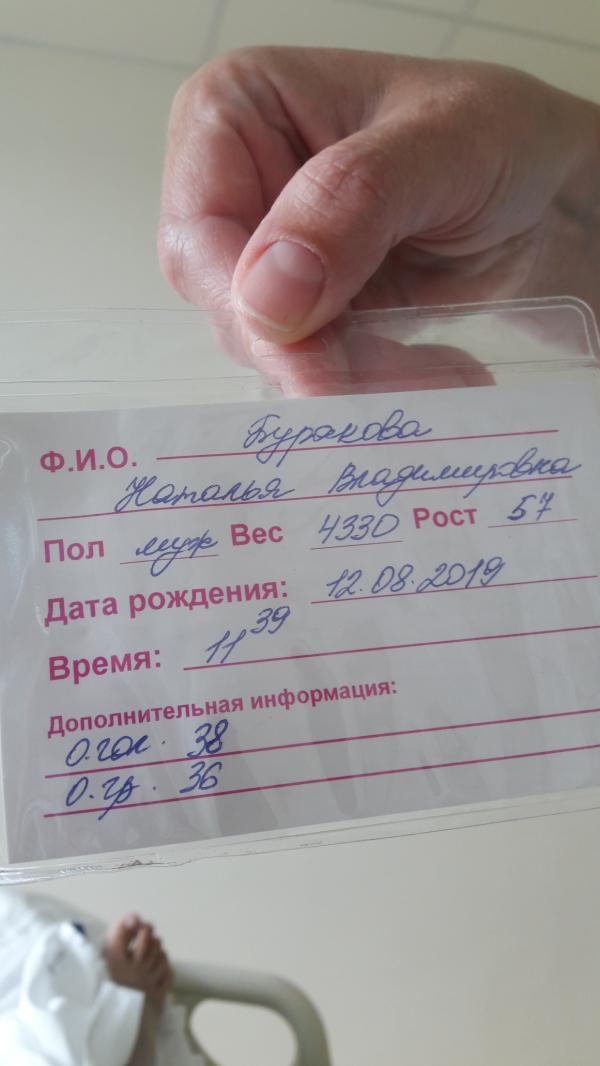 Ф.И.О. Буракова
Наталья Владимировна
Пол муж Вес 4330 Рост 57
Дата рождения: 12.08.2019
Время: 11 39
Дополнительная информация:
О.гол. 38
О.гр. 36